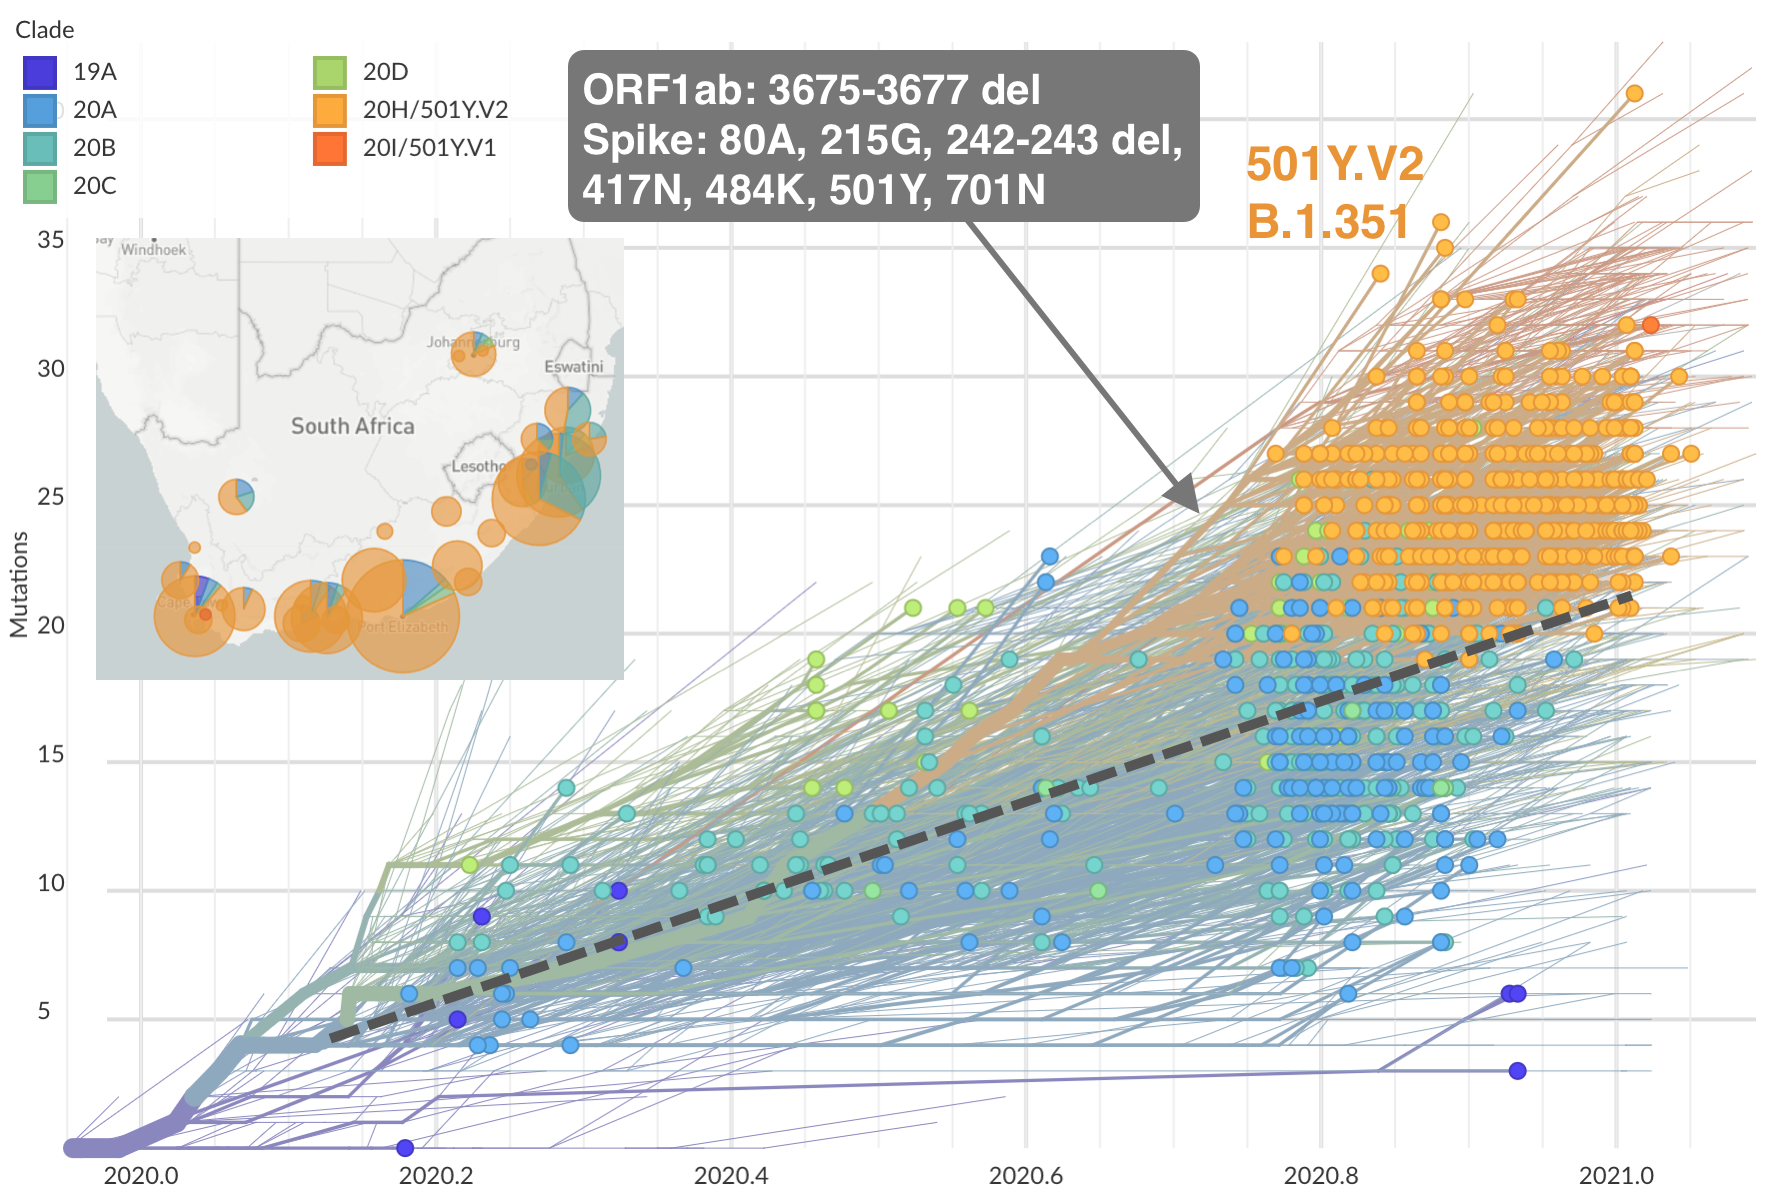 Clade
19A
20A
20B
20C
20D
20H/501Y.V2
20I/501Y.V1
ORF1ab: 3675-3677 del
Spike: 80A, 215G, 242-243 del,
417N, 484K, 501Y, 701N
501Y.V2
B.1.351
Windhoek
Eswatini
South Africa
Lesotho
Port Elizabeth
Mutations
35
30
25
20
15
10
5
2020.0
2020.2
2020.4
2020.6
2020.8
2021.0